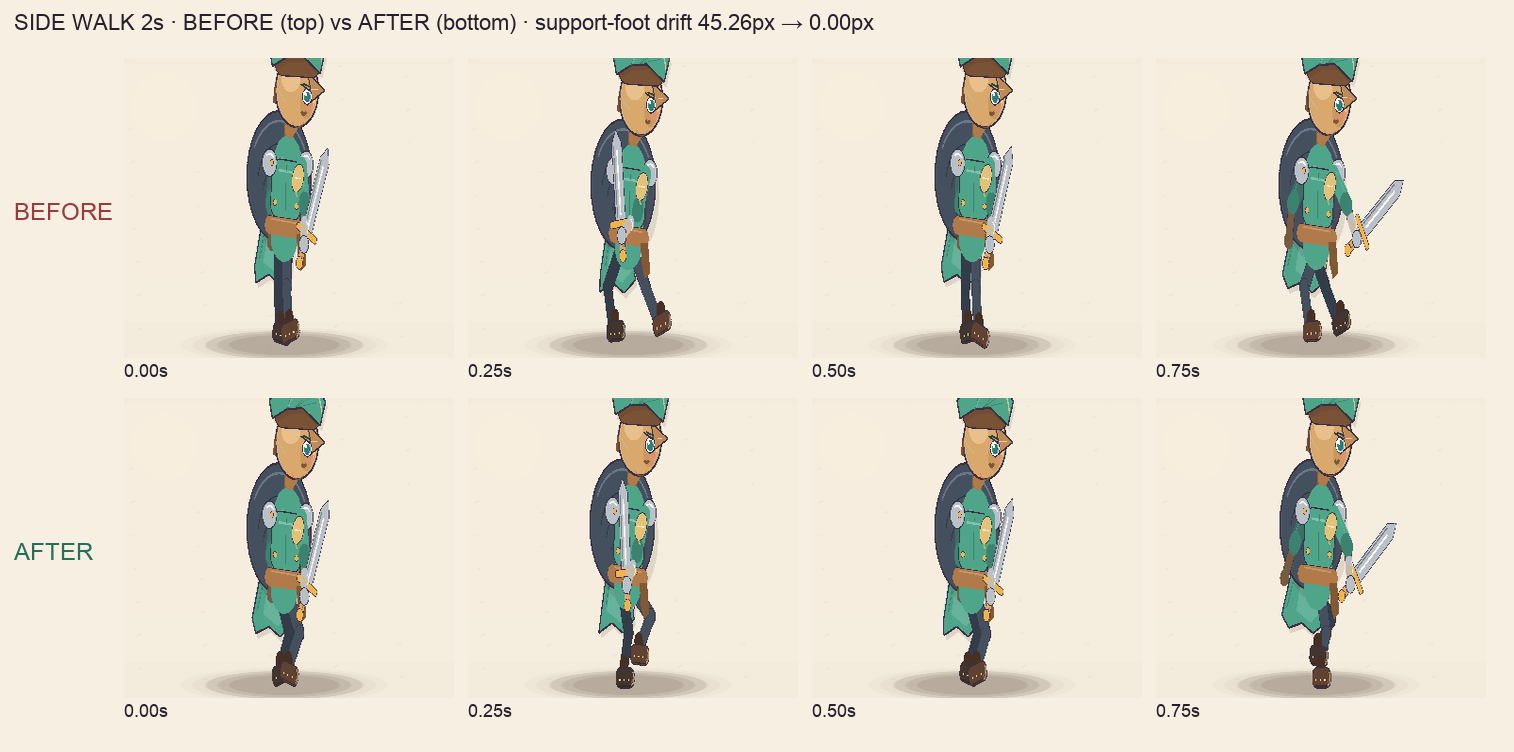 SIDE WALK 2s · BEFORE (top) vs AFTER (bottom) · support-foot drift 45.26px → 0.00px
BEFORE
0.00s
0.25s
0.50s
0.75s
AFTER
0.00s
0.25s
0.50s
0.75s